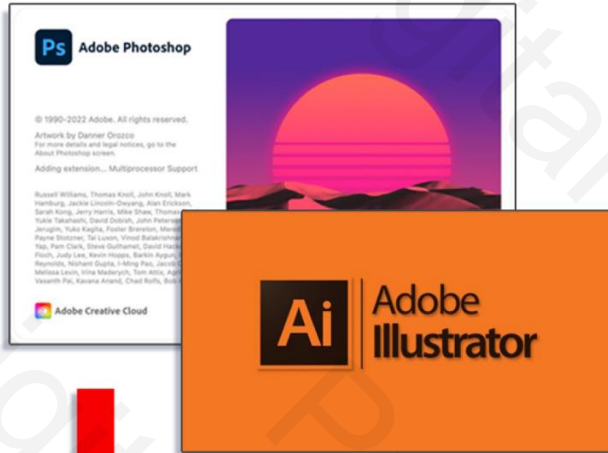 Ps Adobe Photoshop
© 1990-2022 Adobe. All rights reserved.
Artwork by Danner Orozco
For more details and legal notices, go to the
About Photoshop screen.
Adding extension... Multiprocessor Support
Russell Williams, Thomas Knoll, John Knoll, Mark
Hamburg, Jackie Lincoln-Owyang, Alan Erickson,
Sarah Kong, Jerry Harris, Mike Shaw, Thomas
Yukie Takahashi, David Dobish, John Peterson
Jerugim, Yuko Kagita, Foster Brereton, Mered
Payne Stotzner, Tai Luxon, Vinod Balakrishnan
Yap, Pam Clark, Steve Guilhamet, David Hack
Floch, Judy Lee, Kevin Hopps, Barkin Aygun,
Reynolds, Nishant Gupta, I-Ming Pao, Jacob
Melissa Levin, Irina Maderych, Tom Attix,
Vasanth Pai, Kavana Anand, Chad Rolfs, Bob
Adobe Creative Cloud
Ai
Adobe
Illustrator